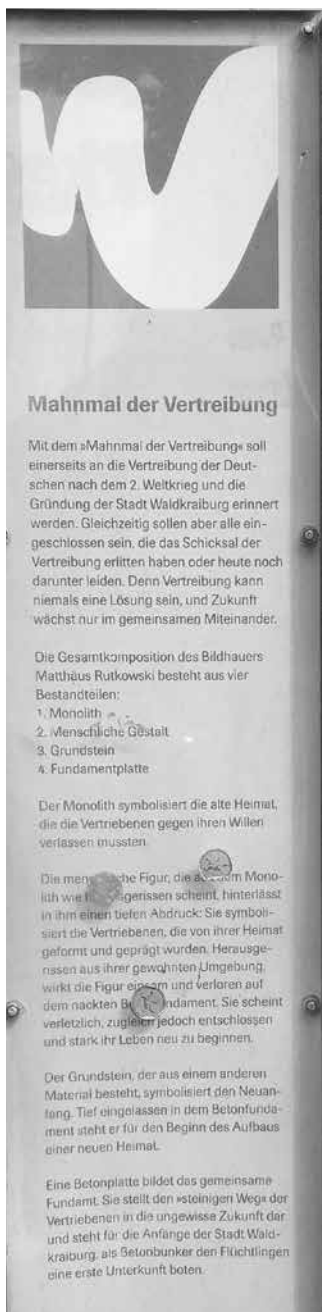 Mahnmal der Vertreibung
Mit dem »Mahnmal der Vertreibung« soll
einerseits an die Vertreibung der Deut-
schen nach dem 2. Weltkrieg und die
Gründung der Stadt Waldkraiburg erinnert
werden. Gleichzeitig sollen aber alle ein-
geschlossen sein, die das Schicksal der
Vertreibung erlitten haben oder heute noch
darunter leiden. Denn Vertreibung kann
niemals eine Lösung sein, und Zukunft
wächst nur im gemeinsamen Miteinander.
Die Gesamtkomposition des Bildhauers
Matthäus Rutkowski besteht aus vier
Bestandteilen:
1. Monolith
2. Menschliche Gestalt
3. Grundstein
4. Fundamentplatte
Der Monolith symbolisiert die alte Heimat,
die die Vertriebenen gegen ihren Willen
verlassen mussten.
Die Figur, die Mono-
lith wie scheint, hinterlässt
in ihm einen tiefen Abdruck: Sie symboli-
siert die Vertriebenen, die von ihrer Heimat
geformt und geprägt wurden. Herausge-
rissen aus ihrer gewohnten Umgebung,
wirkt die Figur einsam und verloren auf
dem nackten Sie scheint
verletzlich, zugleich jedoch entschlossen
und stark ihr Leben neu zu beginnen.
Der Grundstein, der aus einem anderen
Material besteht, symbolisiert den Neuan-
fang. Tief eingelassen in dem Betonfunda-
ment steht er für den Beginn des Aufbaus
einer neuen Heimat.
Eine Betonplatte bildet das gemeinsame
Fundamt. Sie stellt den »steinigen Weg« der
Vertriebenen in die ungewisse Zukunft dar
und steht für die Anfänge der Stadt Wald-
kraiburg, als Betonbunker den Flüchtlingen
eine erste Unterkunft boten.